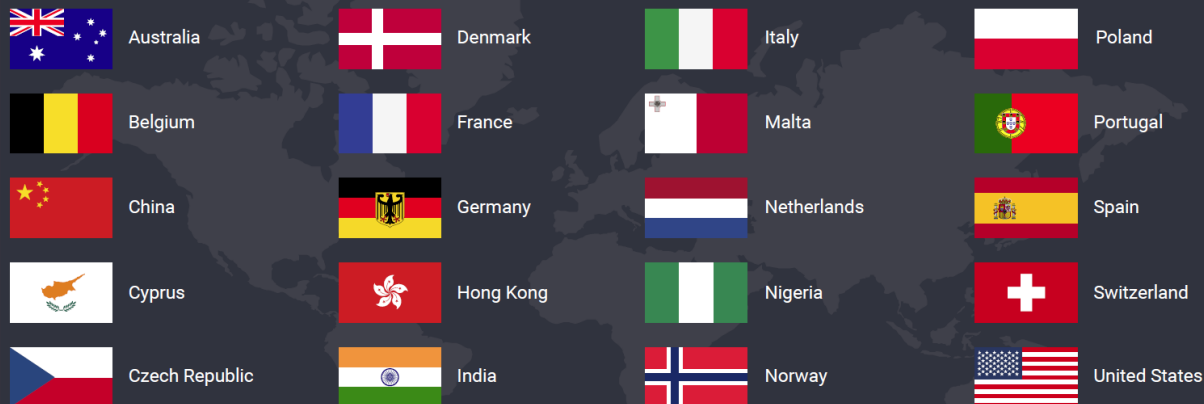 Australia
Belgium
China
Cyprus
Czech Republic
Denmark
France
Germany
Hong Kong
India
Italy
Malta
Netherlands
Nigeria
Norway
Poland
Portugal
Spain
Switzerland
United States